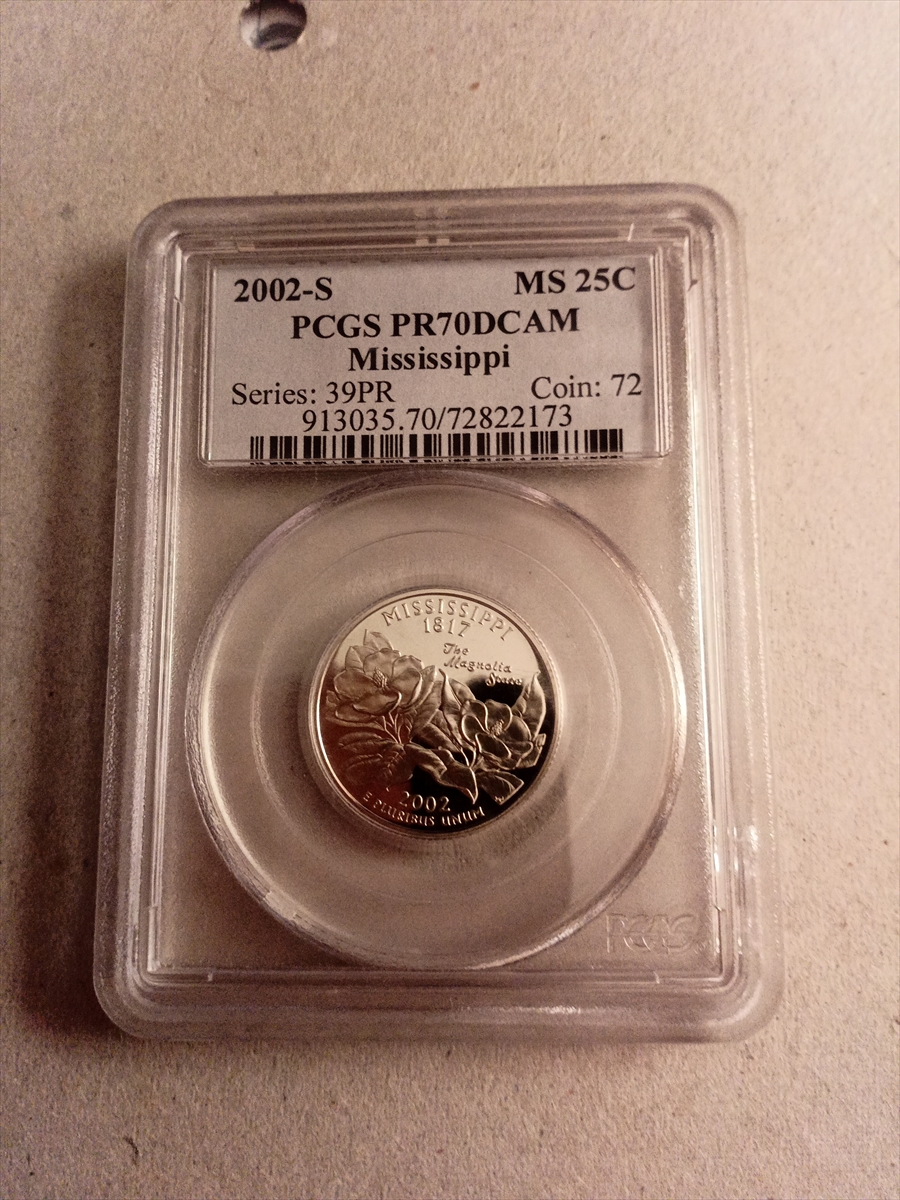 2002-S MS 25C
PCGS PR70DCAM
Mississippi
Series: 39PR Coin: 72
913035.70/72822173
MISSISSIPPI
1817
The
Magnolia
State
2002
E PLURIBUS UNUM
PCGS